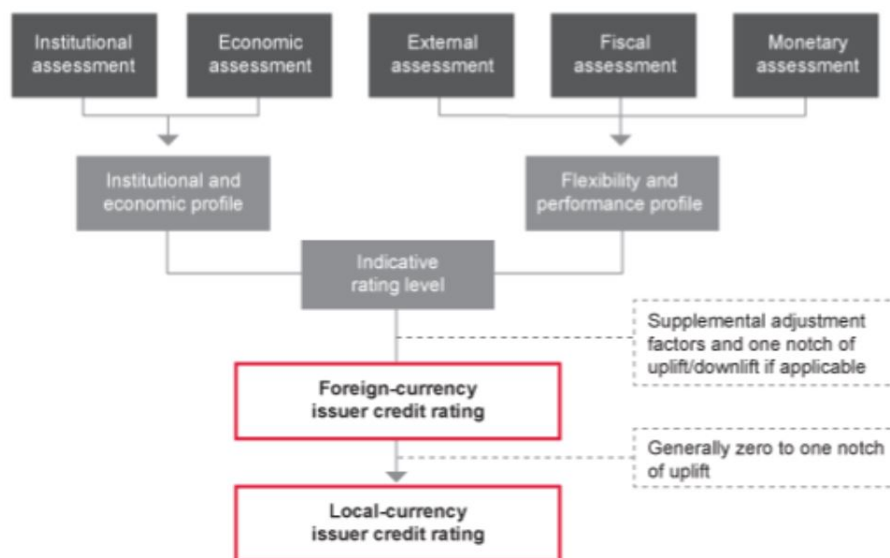 Institutional
assessment
Economic
assessment
External
assessment
Fiscal
assessment
Monetary
assessment
Institutional and
economic profile
Flexibility and
performance profile
Indicative
rating level
Supplemental adjustment
factors and one notch of
uplift/downlift if applicable
Foreign-currency
issuer credit rating
Generally zero to one notch
of uplift
Local-currency
issuer credit rating